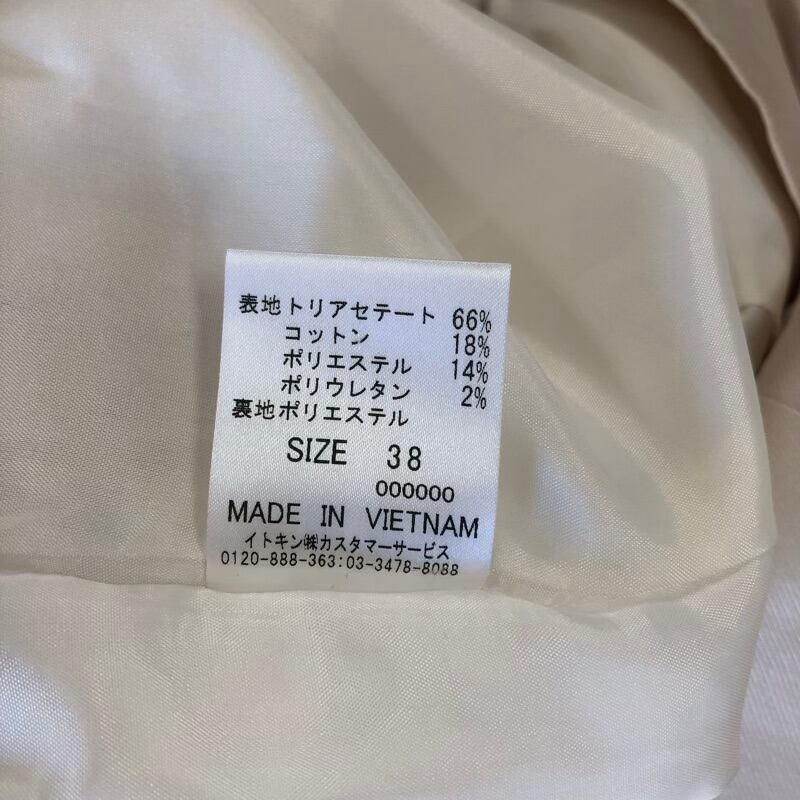 表地トリアセテート 66%
コットン 18%
ポリエステル 14%
ポリウレタン 2%
裏地ポリエステル
SIZE 38
000000
MADE IN VIETNAM
イトキン㈱カスタマーサービス
0120-888-363:03-3478-8088